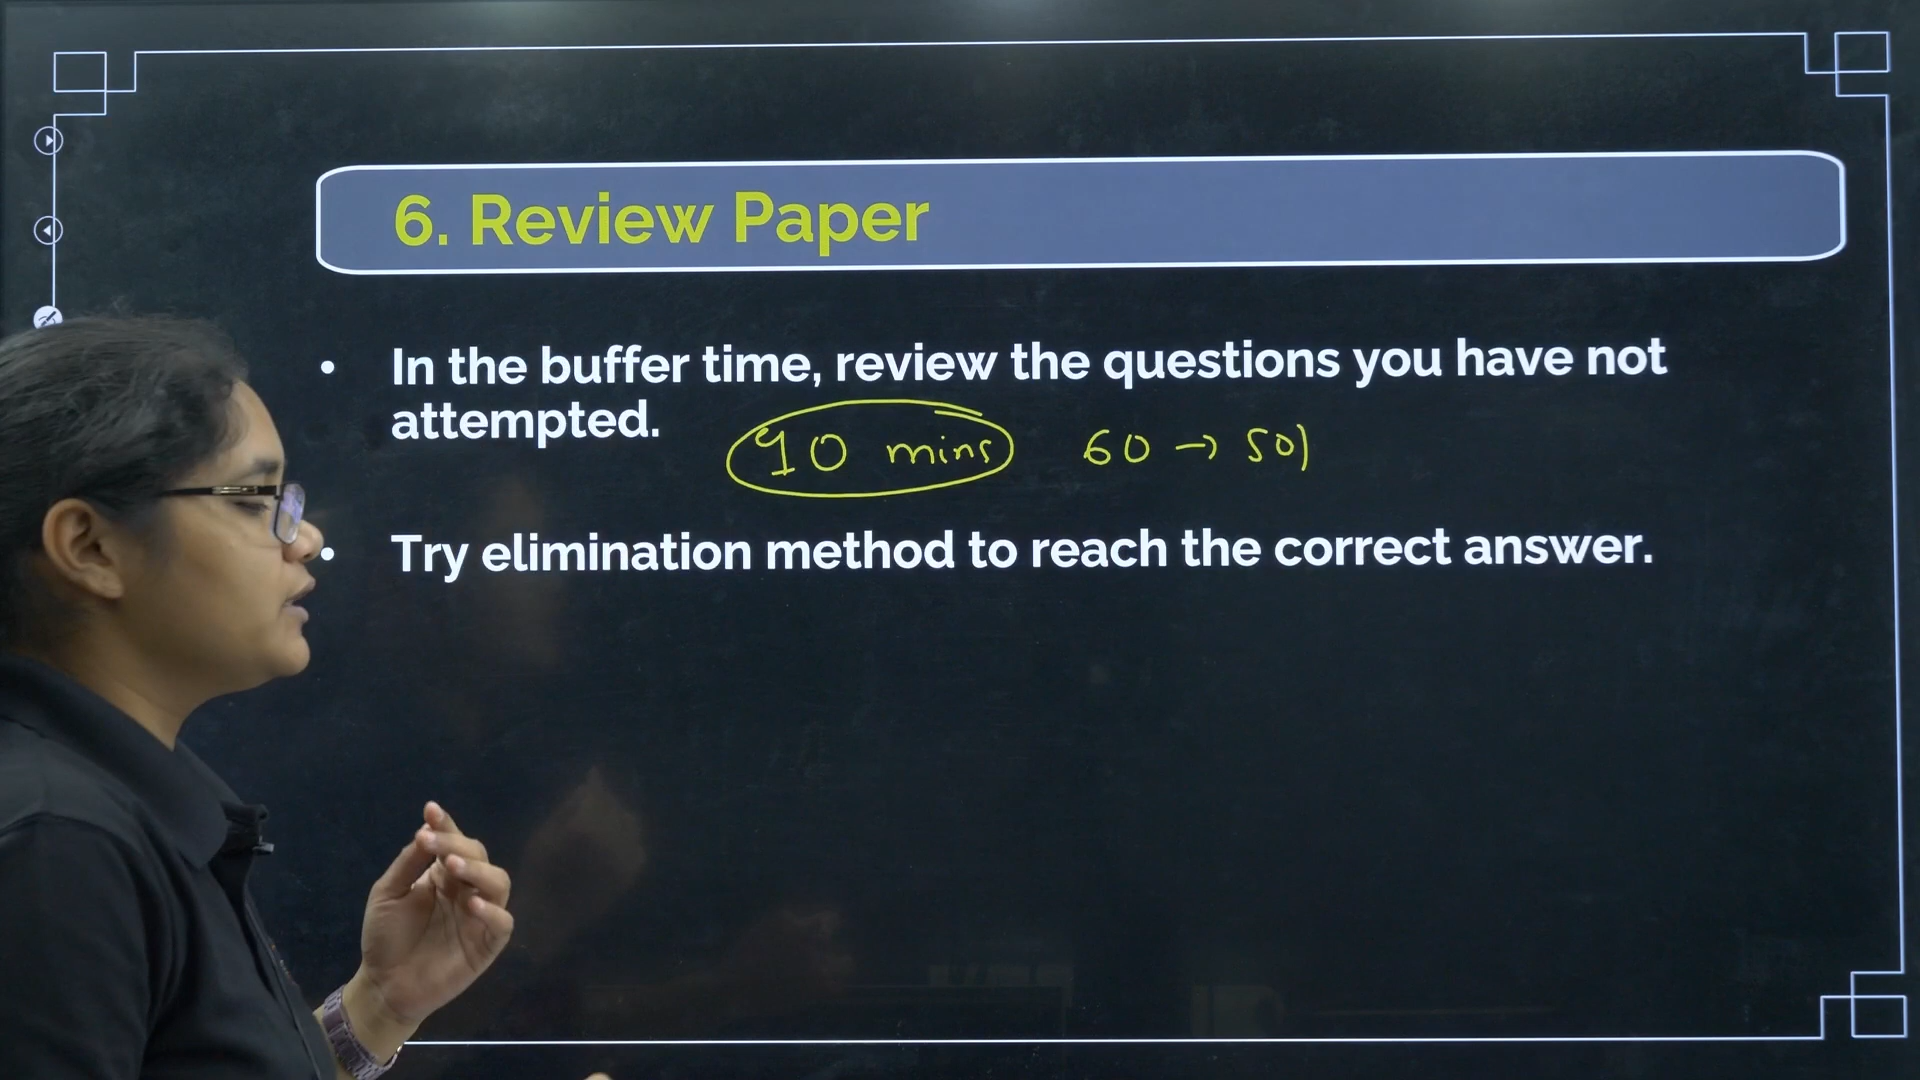 6. Review Paper
• In the buffer time, review the questions you have not
attempted.
10 mins 60 → 50)
• Try elimination method to reach the correct answer.